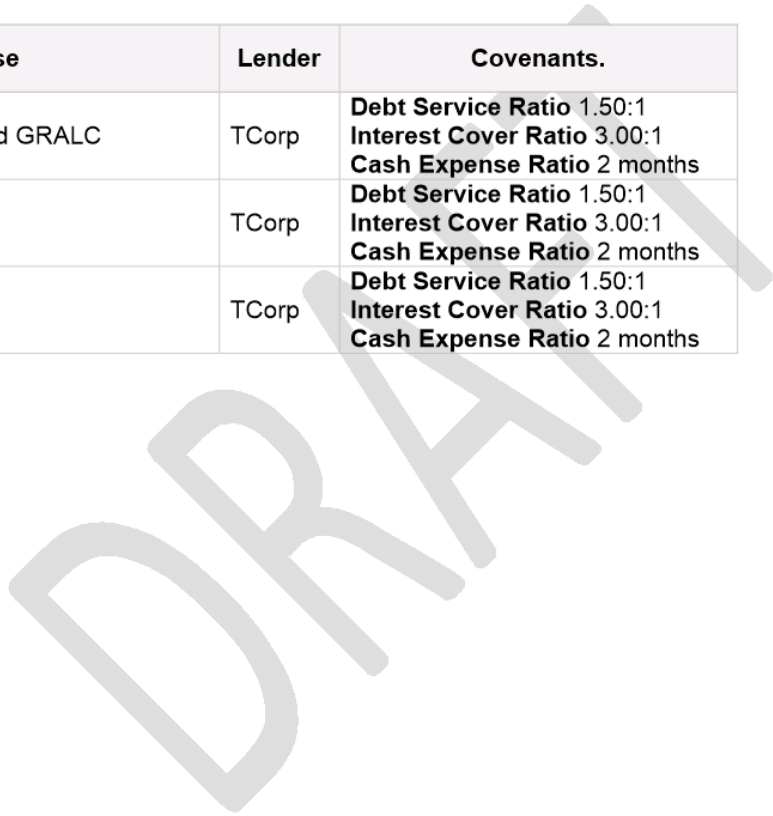 se Lender Covenants.
d GRALC TCorp Debt Service Ratio 1.50:1
Interest Cover Ratio 3.00:1
Cash Expense Ratio 2 months
TCorp Debt Service Ratio 1.50:1
Interest Cover Ratio 3.00:1
Cash Expense Ratio 2 months
TCorp Debt Service Ratio 1.50:1
Interest Cover Ratio 3.00:1
Cash Expense Ratio 2 months
DRAFT